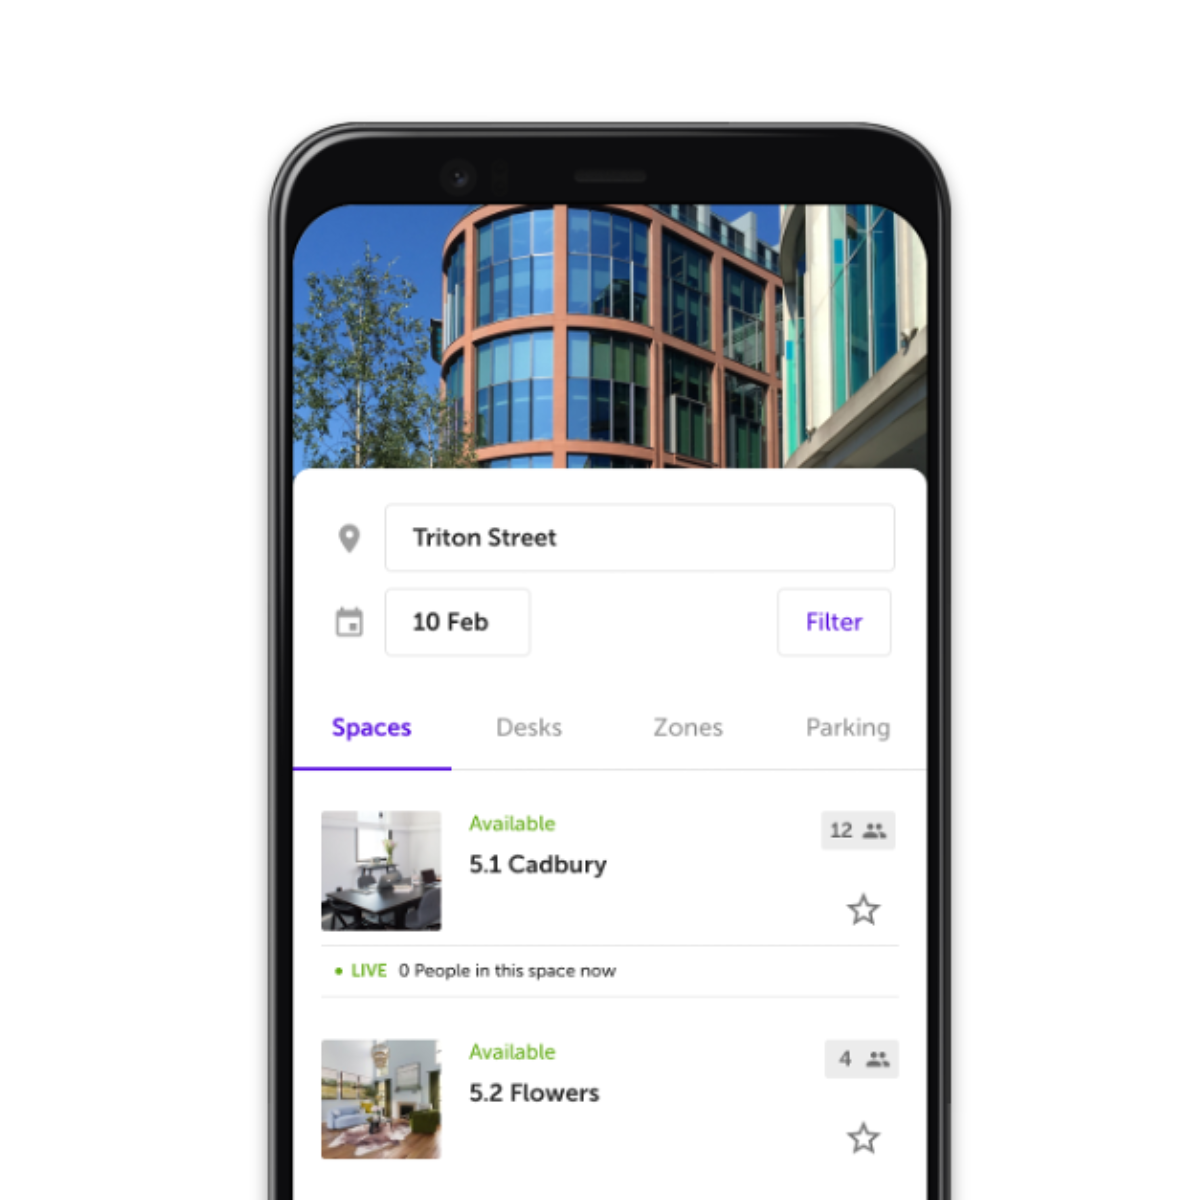 Triton Street
10 Feb
Filter
Spaces Desks Zones Parking
Available
12
5.1 Cadbury
• LIVE 0 People in this space now
Available
4
5.2 Flowers